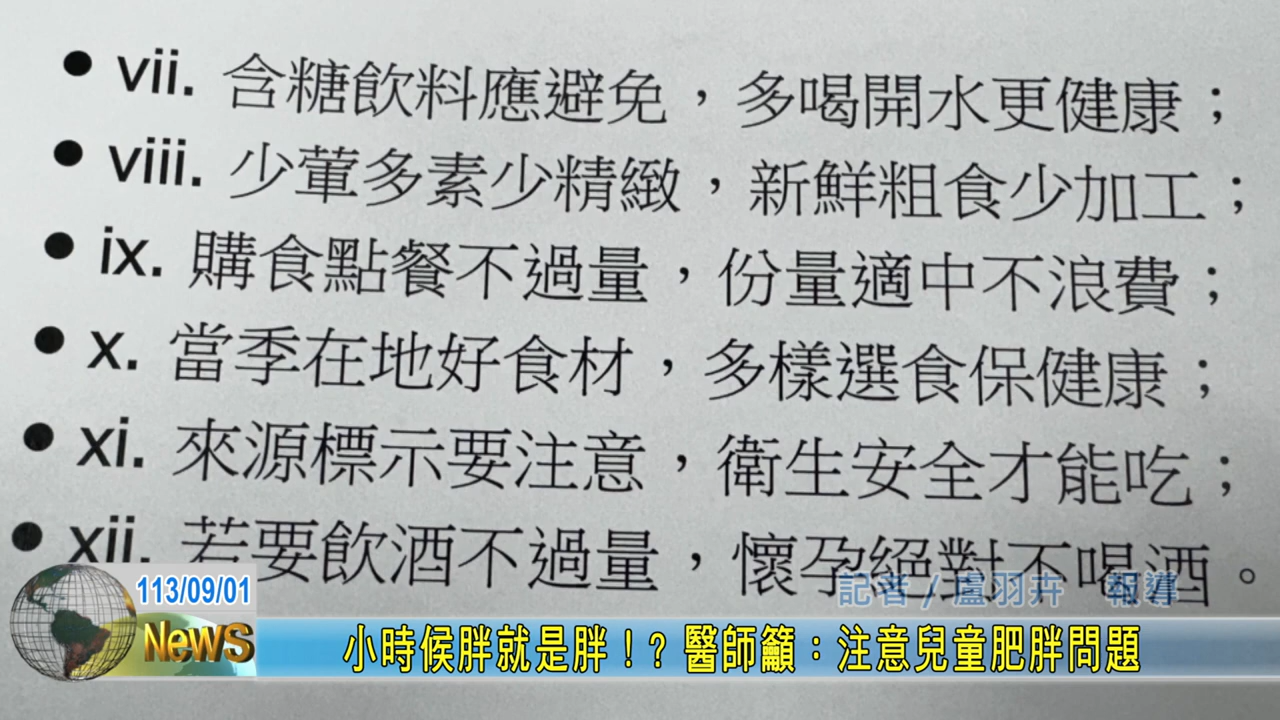 • vii. 含糖飲料應避免，多喝開水更健康；
• viii. 少葷多素少精緻，新鮮粗食少加工；
• ix. 購食點餐不過量，份量適中不浪費；
• x. 當季在地好食材，多樣選食保健康；
• xi. 來源標示要注意，衛生安全才能吃；
• xii. 若要飲酒不過量，懷孕絕對不喝酒。
113/09/01
記者／盧羽卉 報導
NewS
小時候胖就是胖！？醫師籲：注意兒童肥胖問題